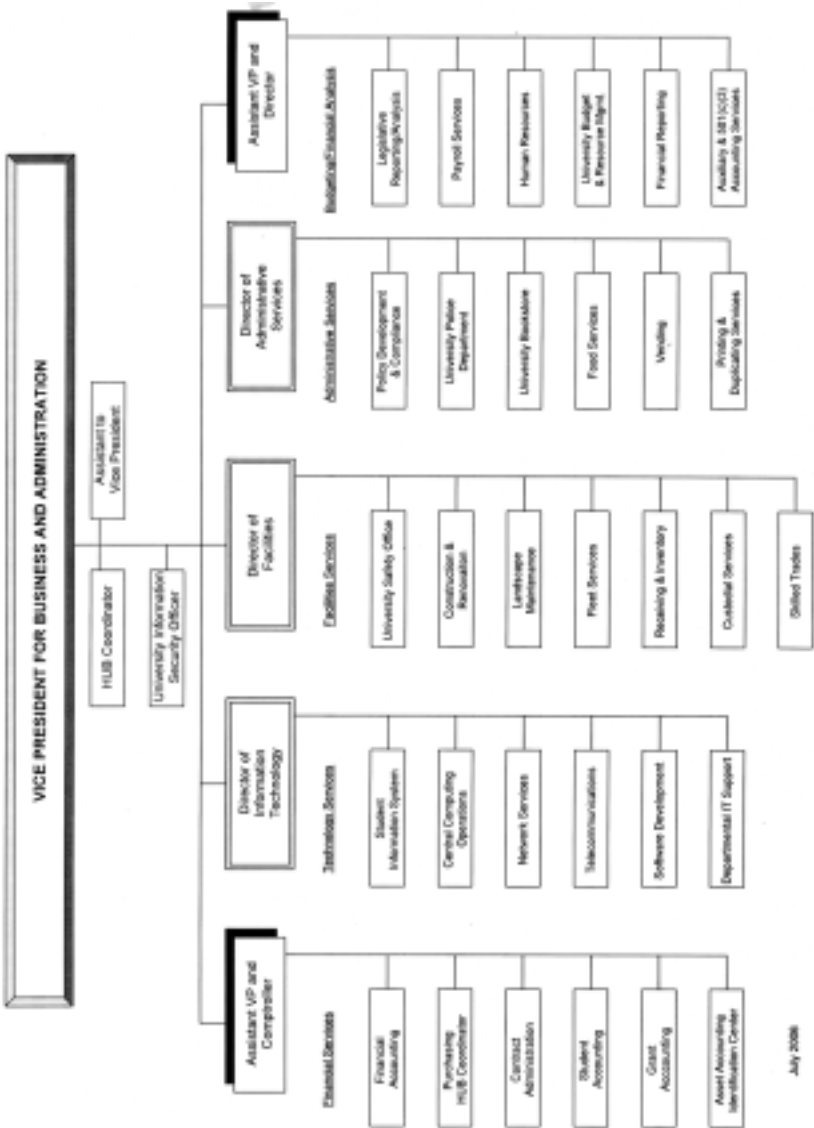 VICE PRESIDENT FOR BUSINESS AND ADMINISTRATION
HUB Coordinator
Assistant to
Vice President
University Information
Security Officer
Assistant VP and
Comptroller
Financial Services
Financial
Accounting
Purchasing
HUB Coordinator
Contract
Administration
Student
Accounting
Grant
Accounting
Asset Accounting
Identification Center
Director of
Information
Technology
Technology Services
Student
Information System
Central Computing
Operations
Network Services
Telecommunications
Software Development
Departmental IT Support
Director of
Facilities
Facilities Services
University Safety Office
Construction &
Renovation
Landscape
Maintenance
Fleet Services
Receiving & Inventory
Custodial Services
Skilled Trades
Director of
Administrative
Services
Administrative Services
Policy Development
& Compliance
University Police
Department
University Bookstore
Food Services
Vending
Printing &
Duplicating Services
Assistant VP and
Director
Budgeting/Financial Analysis
Legislative
Reporting/Analysis
Payroll Services
Human Resources
University Budget
& Resource Mgmt.
Financial Reporting
Auxiliary & 501(c)(3)
Accounting Services
July